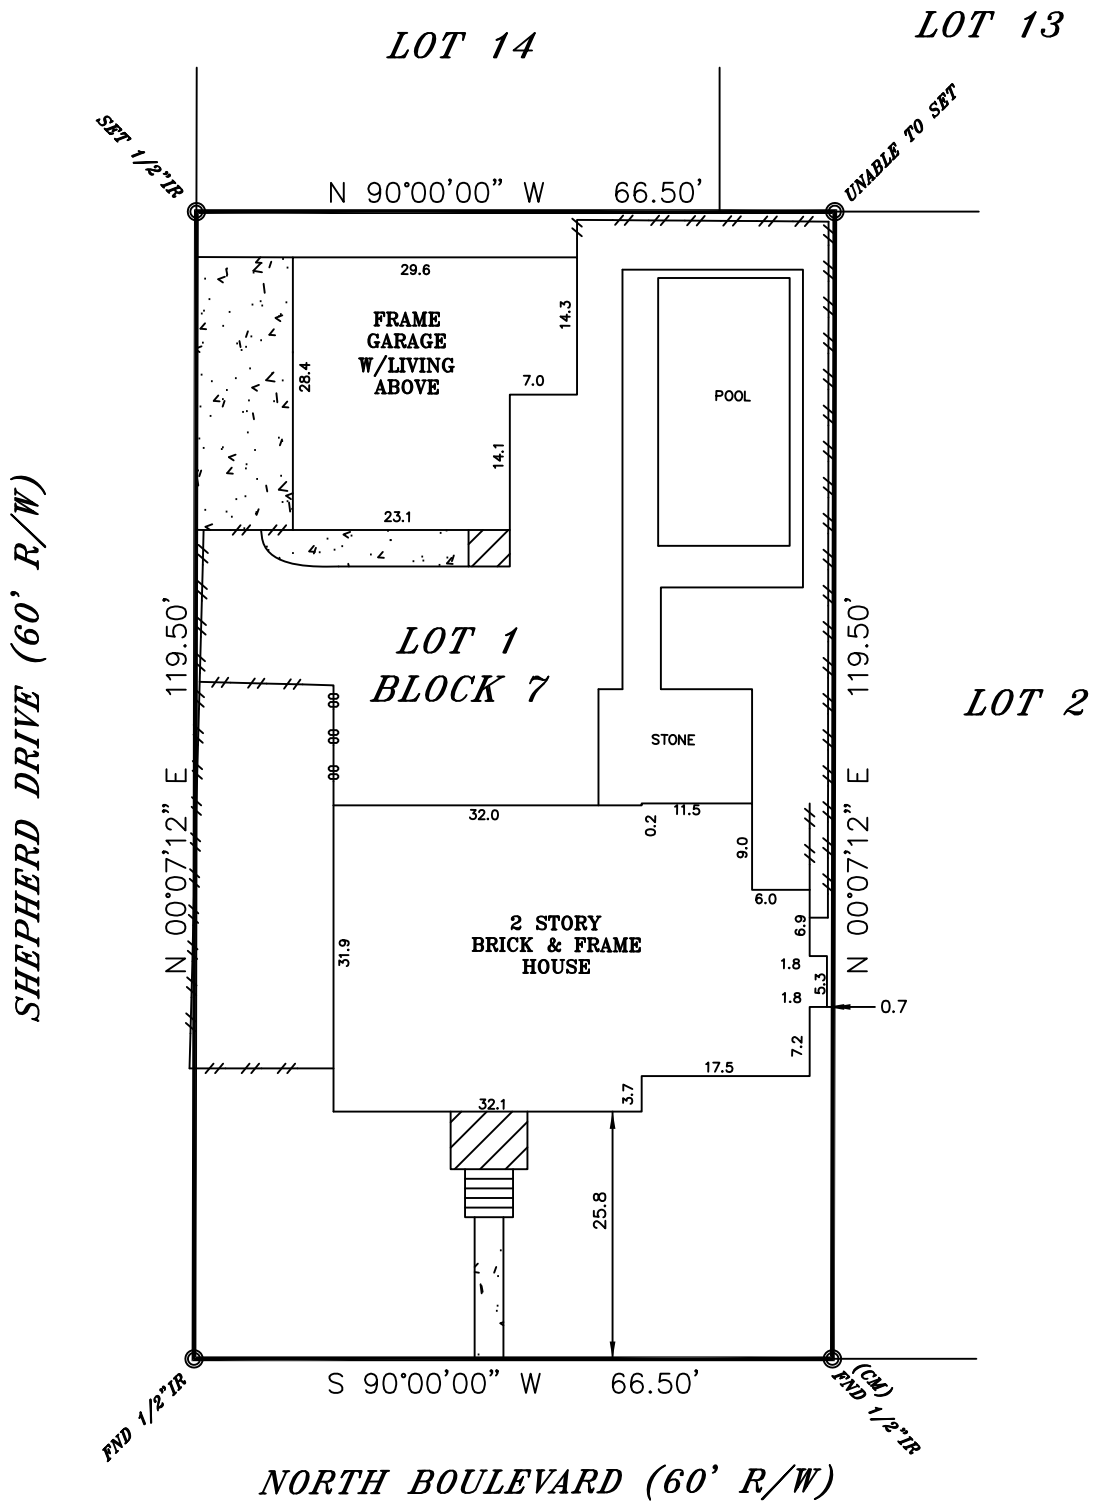 LOT 13
LOT 14
SET 1/2"IR
UNABLE TO SET
N 90°00'00" W 66.50'
29.6
FRAME
GARAGE
W/LIVING
ABOVE
14.3
28.4
7.0
POOL
14.1
23.1
SHEPHERD DRIVE (60' R/W)
N 00°07'12" E 119.50'
LOT 1
BLOCK 7
N 00°07'12" E 119.50'
LOT 2
STONE
32.0
0.2
11.5
9.0
6.0
6.9
2 STORY
BRICK & FRAME
HOUSE
31.9
1.8
5.3
1.8
0.7
7.2
17.5
3.7
32.1
25.8
S 90°00'00" W 66.50'
FND 1/2"IR
(CM)
FND 1/2"IR
NORTH BOULEVARD (60' R/W)